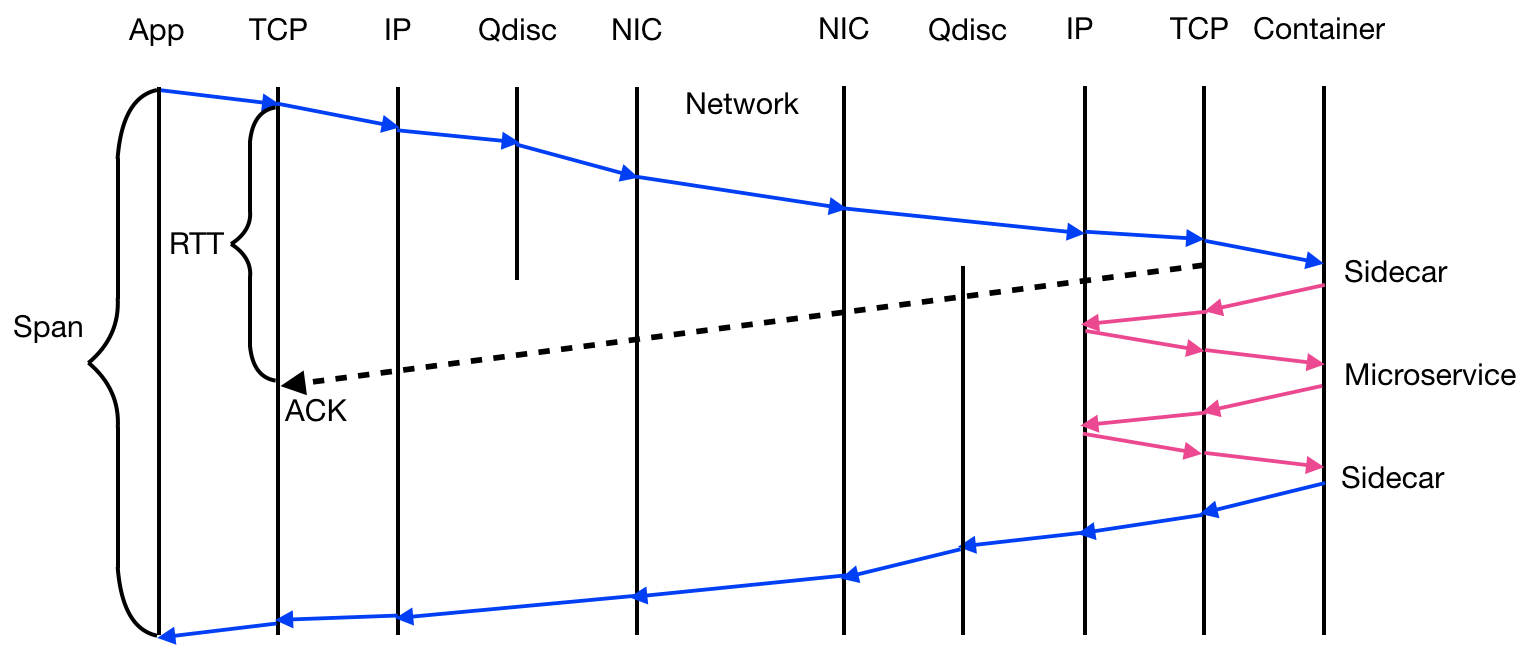 App TCP IP Qdisc NIC NIC Qdisc IP TCP Container
Network
RTT
Sidecar
Span
Microservice
ACK
Sidecar